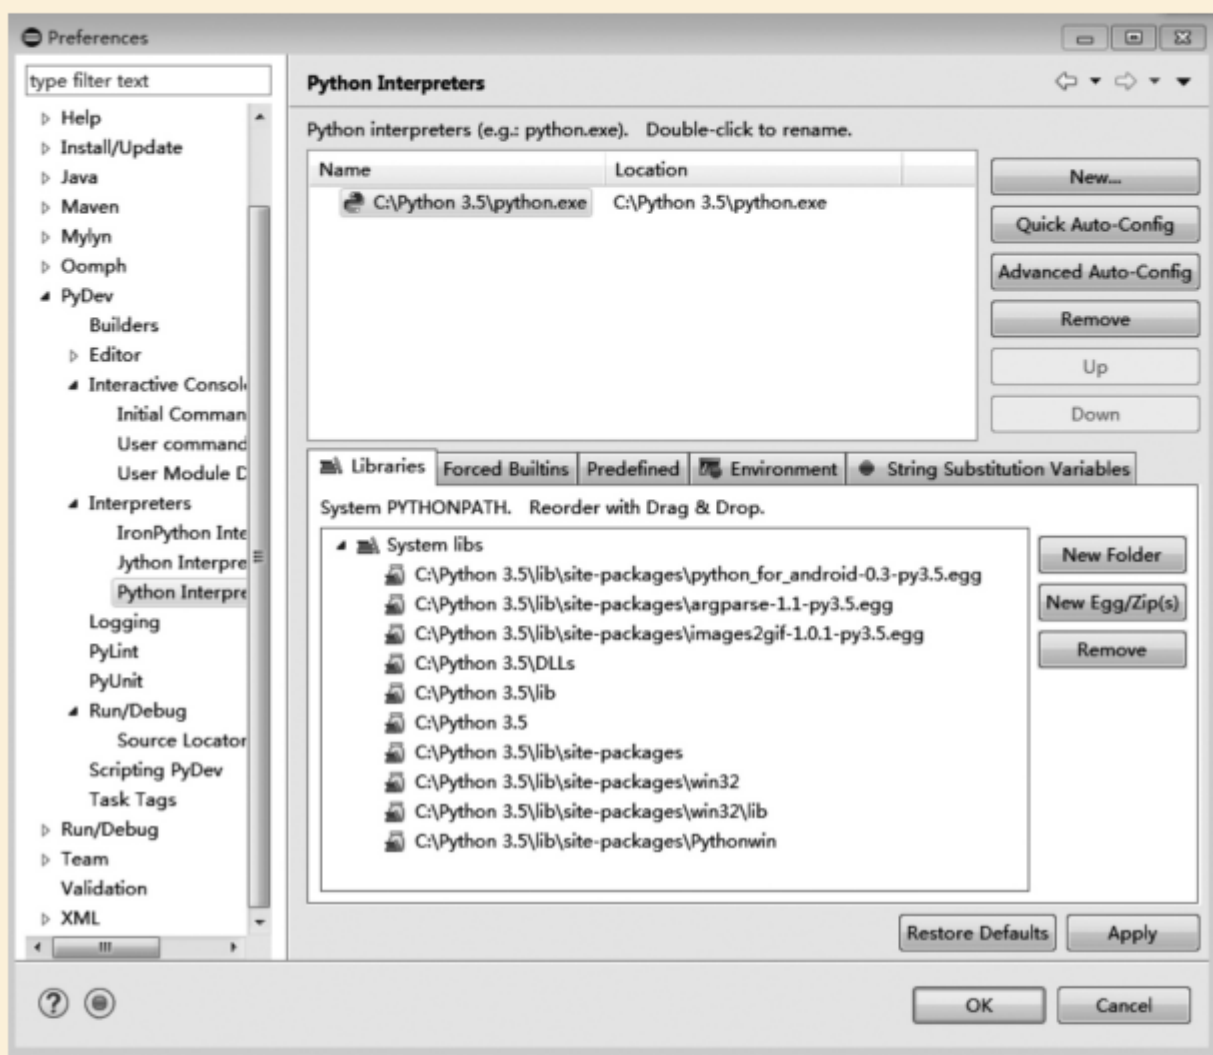 Preferences
type filter text
Help
Install/Update
Java
Maven
Mylyn
Oomph
PyDev
Builders
Editor
Interactive Consol
Initial Comman
User command
User Module D
Interpreters
IronPython Inte
Jython Interpre
Python Interpre
Logging
PyLint
PyUnit
Run/Debug
Source Locator
Scripting PyDev
Task Tags
Run/Debug
Team
Validation
XML
Python Interpreters
Python interpreters (e.g.: python.exe).   Double-click to rename.
Name Location
C:\Python 3.5\python.exe C:\Python 3.5\python.exe
New...
Quick Auto-Config
Advanced Auto-Config
Remove
Up
Down
Libraries Forced Builtins Predefined Environment String Substitution Variables
System PYTHONPATH.   Reorder with Drag & Drop.
System libs
C:\Python 3.5\lib\site-packages\python_for_android-0.3-py3.5.egg
C:\Python 3.5\lib\site-packages\argparse-1.1-py3.5.egg
C:\Python 3.5\lib\site-packages\images2gif-1.0.1-py3.5.egg
C:\Python 3.5\DLLs
C:\Python 3.5\lib
C:\Python 3.5
C:\Python 3.5\lib\site-packages
C:\Python 3.5\lib\site-packages\win32
C:\Python 3.5\lib\site-packages\win32\lib
C:\Python 3.5\lib\site-packages\Pythonwin
New Folder
New Egg/Zip(s)
Remove
Restore Defaults Apply
OK Cancel